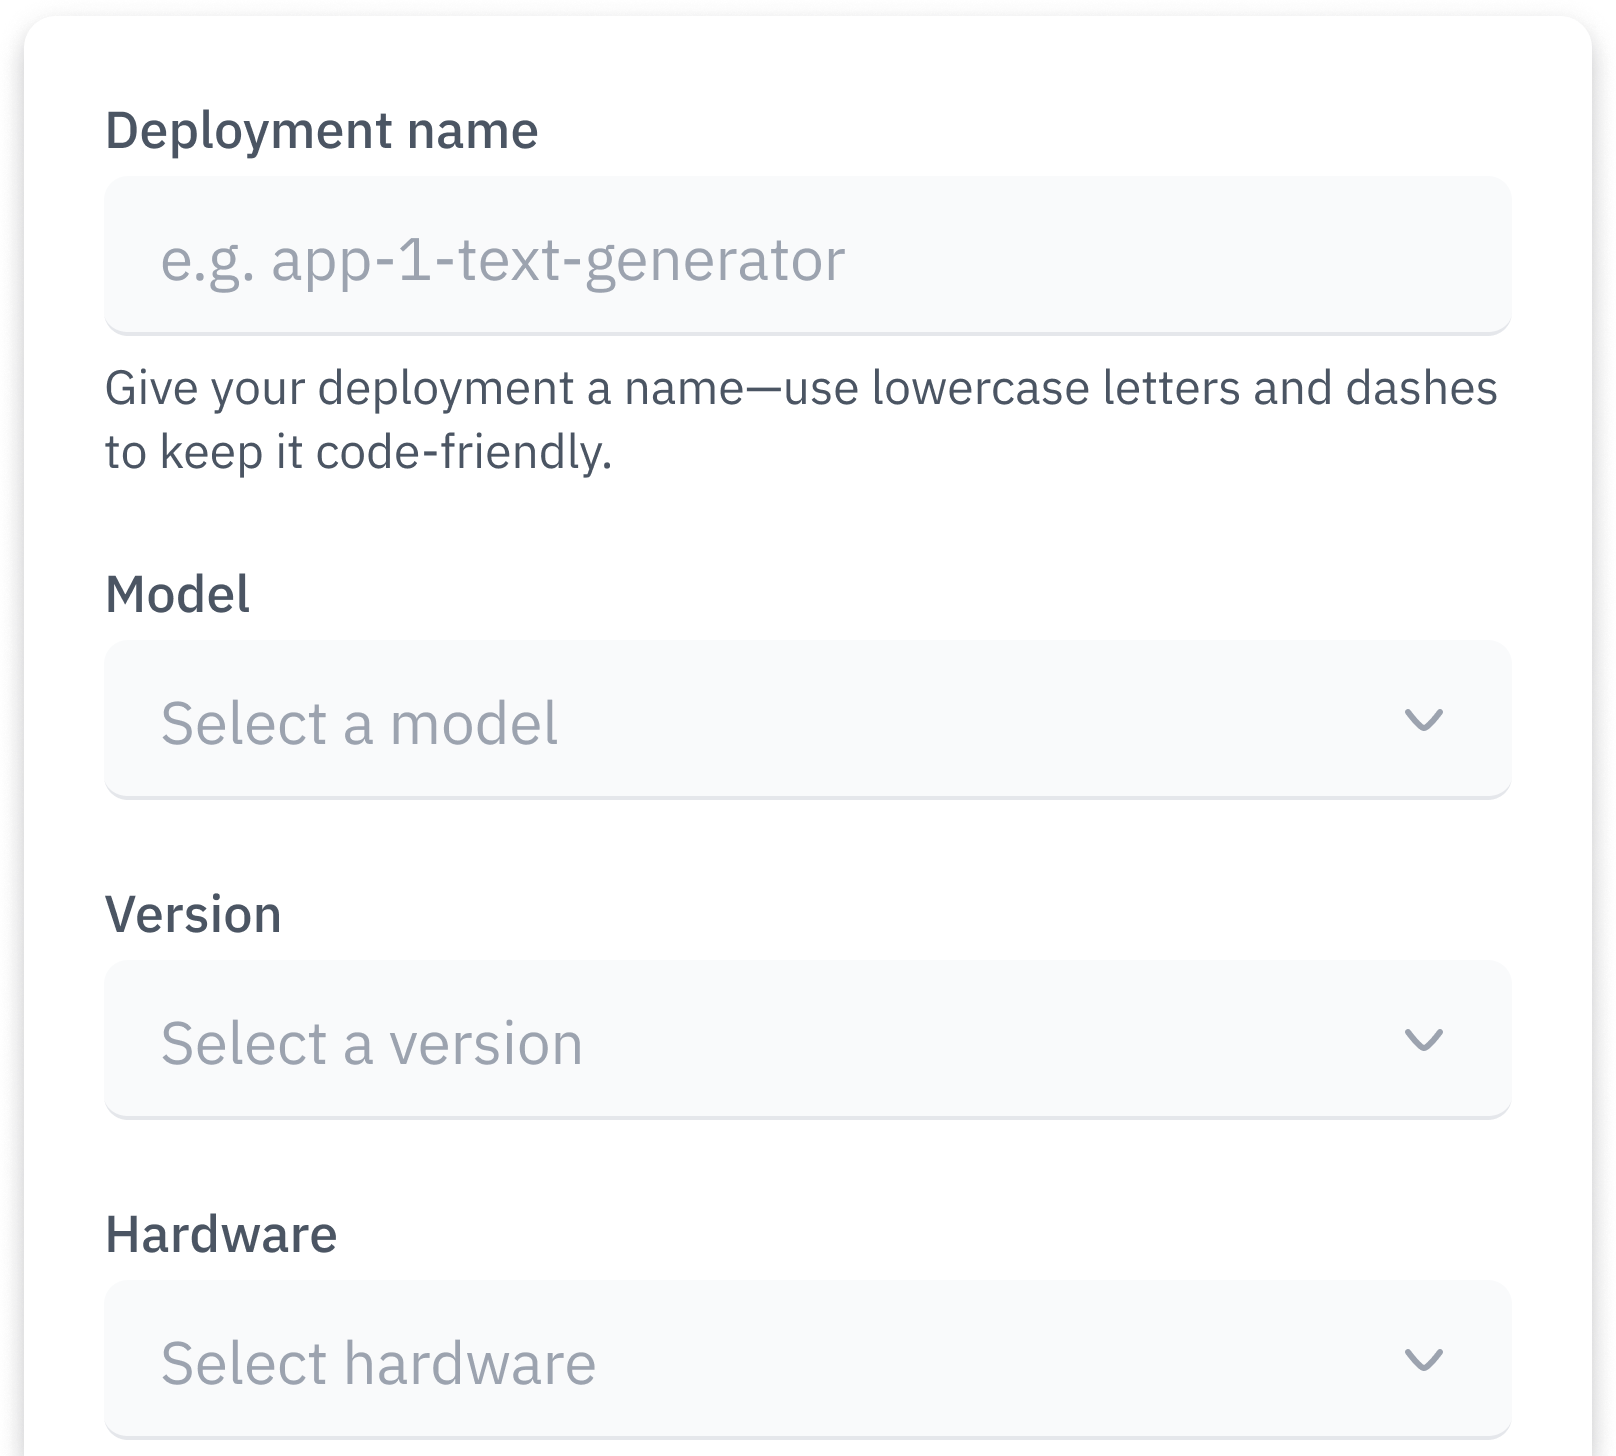 Deployment name
e.g. app-1-text-generator
Give your deployment a name—use lowercase letters and dashes
to keep it code-friendly.
Model
Select a model
Version
Select a version
Hardware
Select hardware